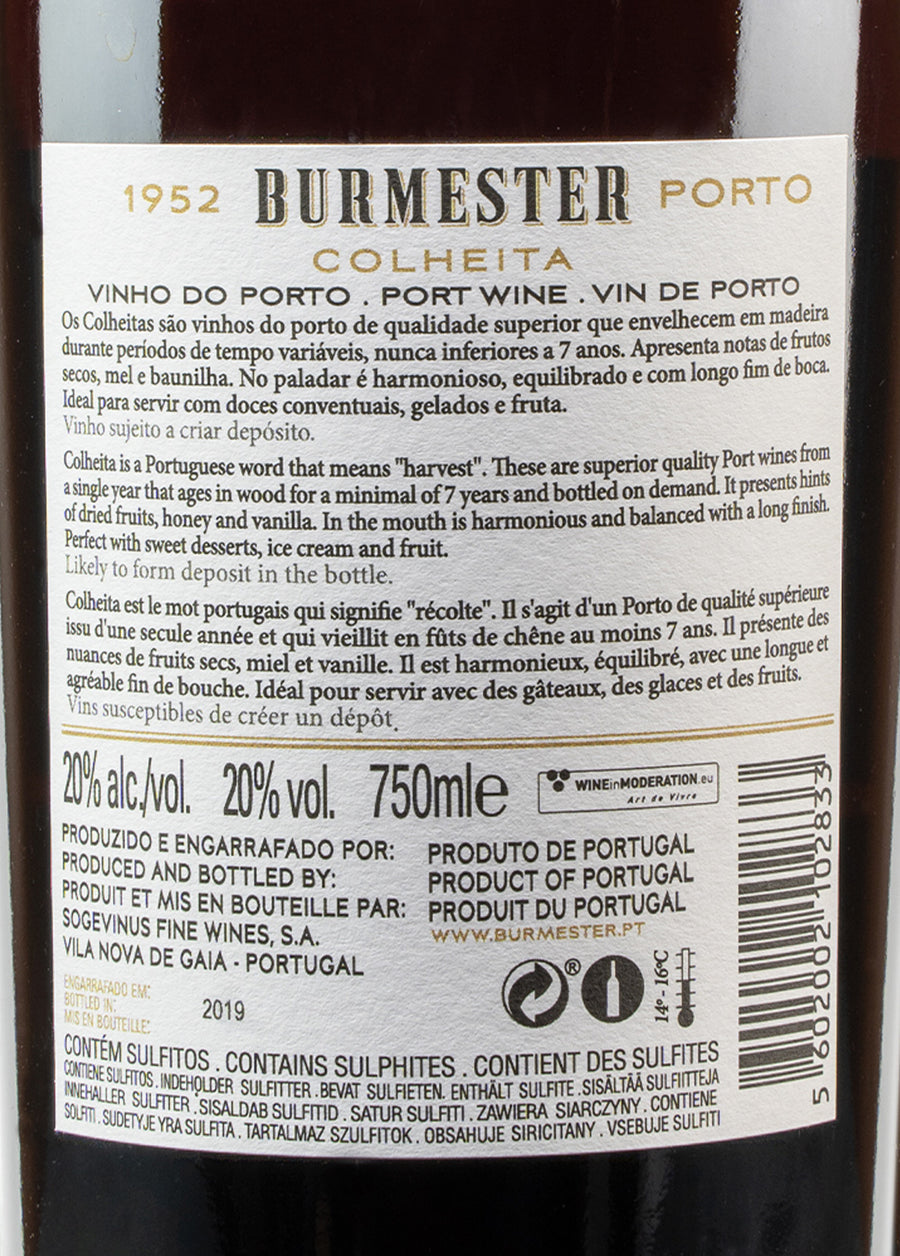 1952 BURMESTER PORTO
COLHEITA
VINHO DO PORTO . PORT WINE . VIN DE PORTO
Os Colheitas são vinhos do porto de qualidade superior que envelhecem em madeira
durante períodos de tempo variáveis, nunca inferiores a 7 anos. Apresenta notas de frutos
secos, mel e baunilha. No paladar é harmonioso, equilibrado e com longo fim de boca.
Ideal para servir com doces conventuais, gelados e fruta.
Vinho sujeito a criar depósito.
Colheita is a Portuguese word that means "harvest". These are superior quality Port wines from
a single year that ages in wood for a minimal of 7 years and bottled on demand. It presents hints
of dried fruits, honey and vanilla. In the mouth is harmonious and balanced with a long finish.
Perfect with sweet desserts, ice cream and fruit.
Likely to form deposit in the bottle.
Colheita est le mot portugais qui signifie "récolte". Il s'agit d'un Porto de qualité supérieure
issu d'une secule année et qui vieillit en fûts de chêne au moins 7 ans. Il présente des
nuances de fruits secs, miel et vanille. Il est harmonieux, équilibré, avec une longue et
agréable fin de bouche. Idéal pour servir avec des gâteaux, des glaces et des fruits.
Vins susceptibles de créer un dépôt.
20% alc./vol. 20% vol. 750ml e
WINEinMODERATION.eu
Art de Vivre
PRODUZIDO E ENGARRAFADO POR:
PRODUCED AND BOTTLED BY:
PRODUIT ET MIS EN BOUTEILLE PAR:
SOGEVINUS FINE WINES, S.A.
VILA NOVA DE GAIA - PORTUGAL
PRODUTO DE PORTUGAL
PRODUCT OF PORTUGAL
PRODUIT DU PORTUGAL
WWW.BURMESTER.PT
ENGARRAFADO EM:
BOTTLED IN:
MIS EN BOUTEILLE:
2019
®
14º - 16ºC
5 602002 102833
CONTÉM SULFITOS . CONTAINS SULPHITES . CONTIENT DES SULFITES
CONTIENE SULFITOS . INDEHOLDER SULFITTER . BEVAT SULFIETEN. ENTHÄLT SULFITE . SISÄLTÄÄ SULFIITTEJA
INNEHALLER SULFITER . SISALDAB SULFITID . SATUR SULFITI . ZAWIERA SIARCZYNY . CONTIENE
SOLFITI . SUDETYJE YRA SULFITA . TARTALMAZ SZULFITOK . OBSAHUJE SIRICITANY . VSEBUJE SULFITI